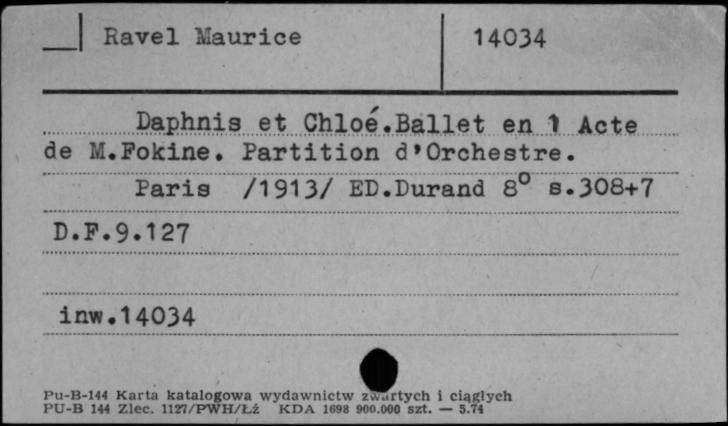 Ravel Maurice 14034
Daphnis et Chloé.Ballet en 1 Acte
de M.Fokine. Partition d'Orchestre.
Paris /1913/ ED.Durand 8° s.308+7
D.F.9.127
inw.14034
Pu-B-144 Karta katalogowa wydawnictw zwartych i ciągłych
PU-B 144 Zlec. 1127/PWH/Łź KDA 1698 900.000 szt. — 5.74